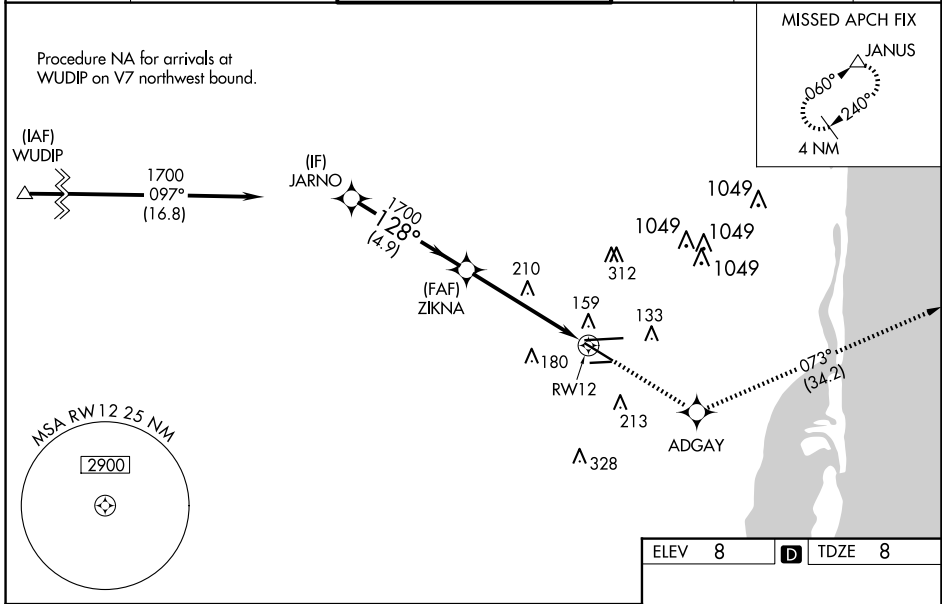 MISSED APCH FIX
JANUS
060°
240°
4 NM
Procedure NA for arrivals at
WUDIP on V7 northwest bound.
(IAF)
WUDIP
1700
097°
(16.8)
(IF)
JARNO
1700
128°
(4.9)
(FAF)
ZIKNA
1049
1049
1049
1049
312
210
159
133
180
RW12
213
328
ADGAY
073°
(34.2)
MSA RW12 25 NM
2900
ELEV 8 D TDZE 8